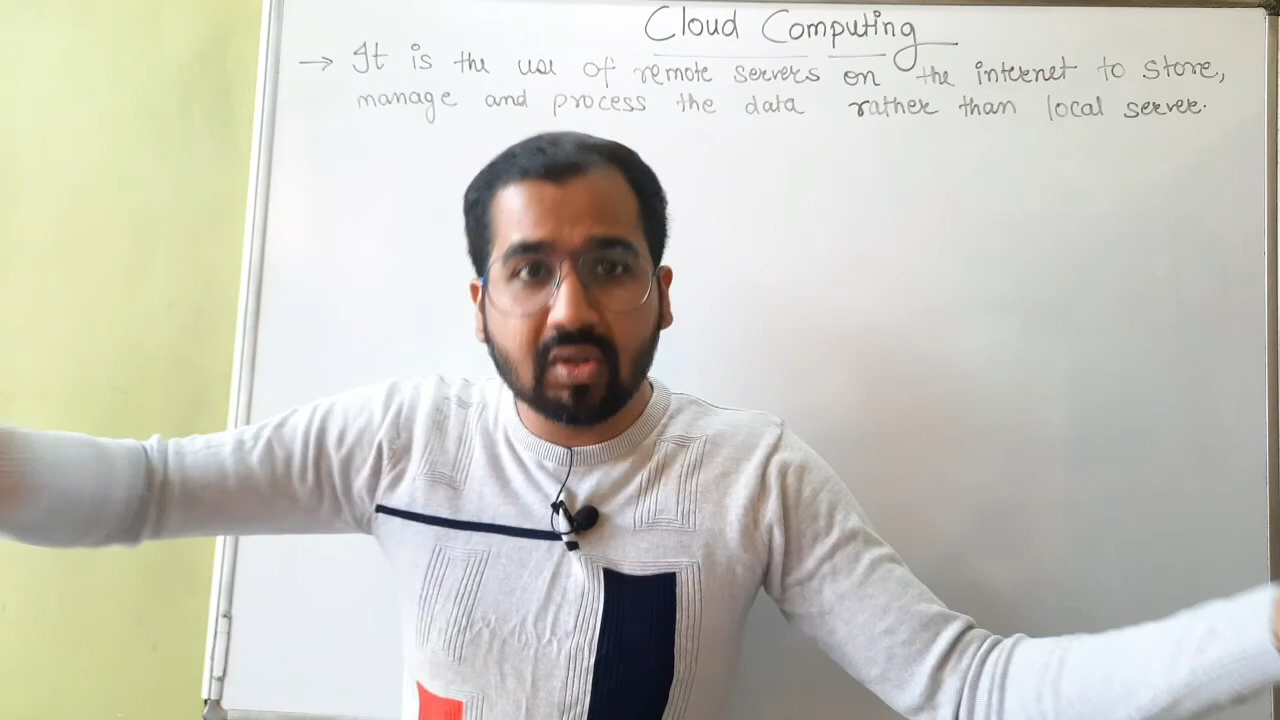 Cloud Computing
→ It is the use of remote servers on the internet to store,
manage and process the data rather than local server.